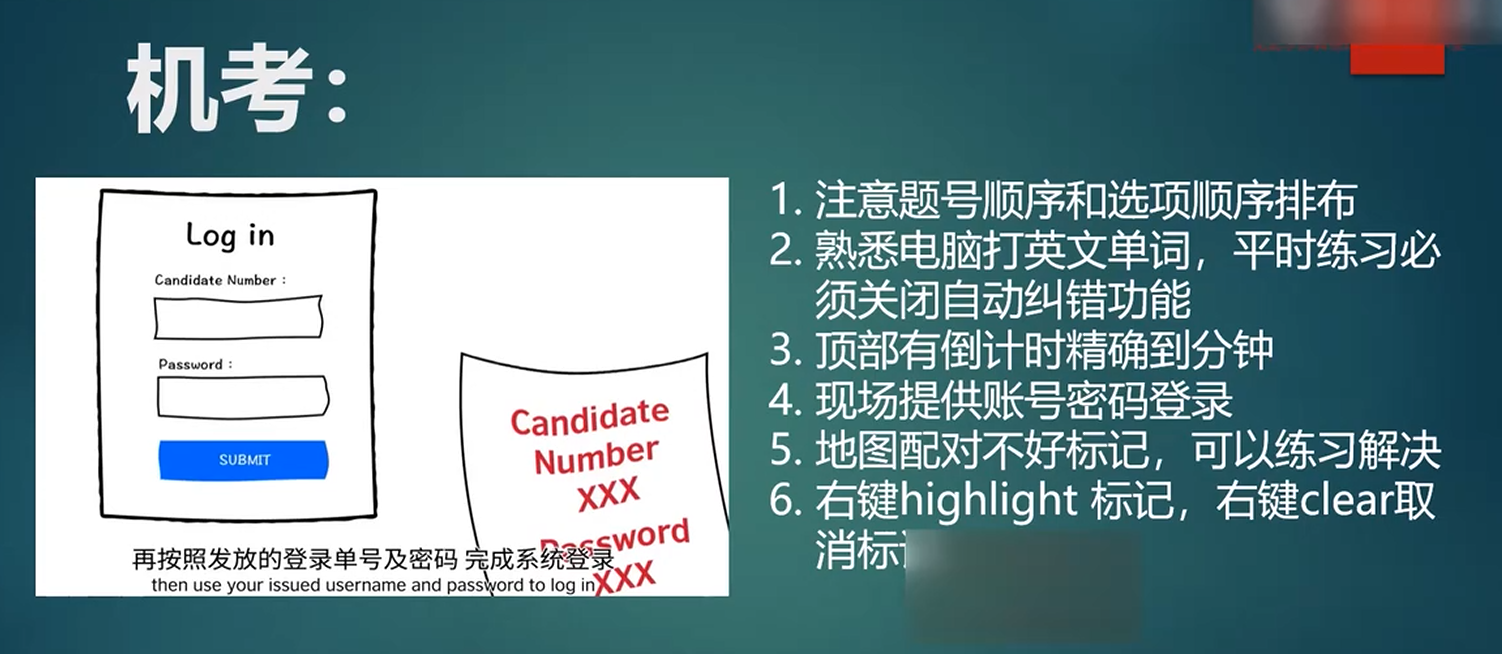 机考：
Log in
Candidate Number :
Password :
SUBMIT
Candidate
Number
XXX
Password
XXX
再按照发放的登录单号及密码 完成系统登录
then use your issued username and password to log in
1. 注意题号顺序和选项顺序排布
2. 熟悉电脑打英文单词，平时练习必
须关闭自动纠错功能
3. 顶部有倒计时精确到分钟
4. 现场提供账号密码登录
5. 地图配对不好标记，可以练习解决
6. 右键highlight 标记，右键clear取
消标